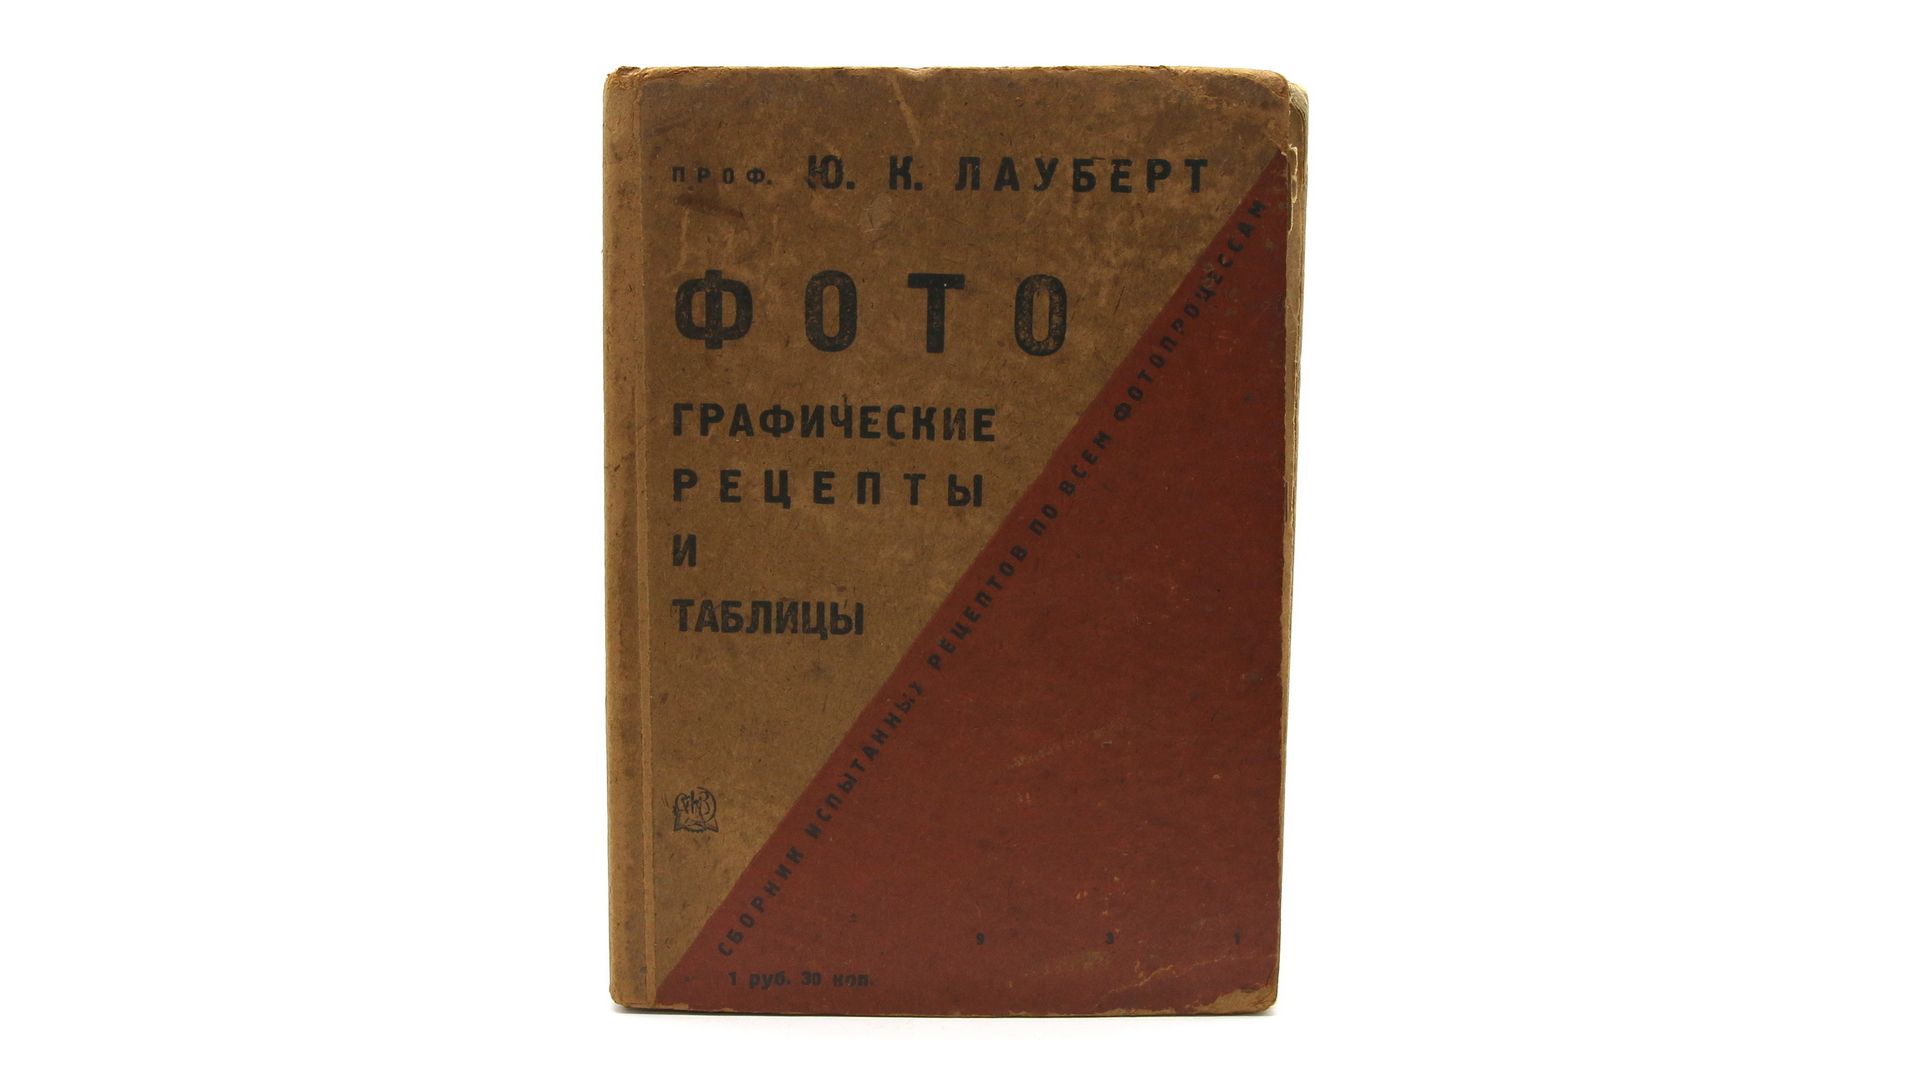 ПРОФ. Ю. К. ЛАУБЕРТ
ФОТО
ГРАФИЧЕСКИЕ
РЕЦЕПТЫ
И
ТАБЛИЦЫ
СБОРНИК ИСПЫТАННЫХ РЕЦЕПТОВ ПО ВСЕМ ФОТОПРОЦЕССАМ
9 3 1
1 руб. 30 коп.